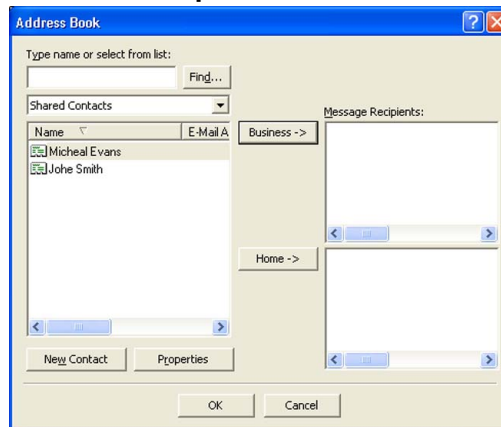 Address Book
Type name or select from list:
Find...
Shared Contacts
Message Recipients:
Name E-Mail A
Business ->
Micheal Evans
Johe Smith
Home ->
New Contact Properties
OK Cancel